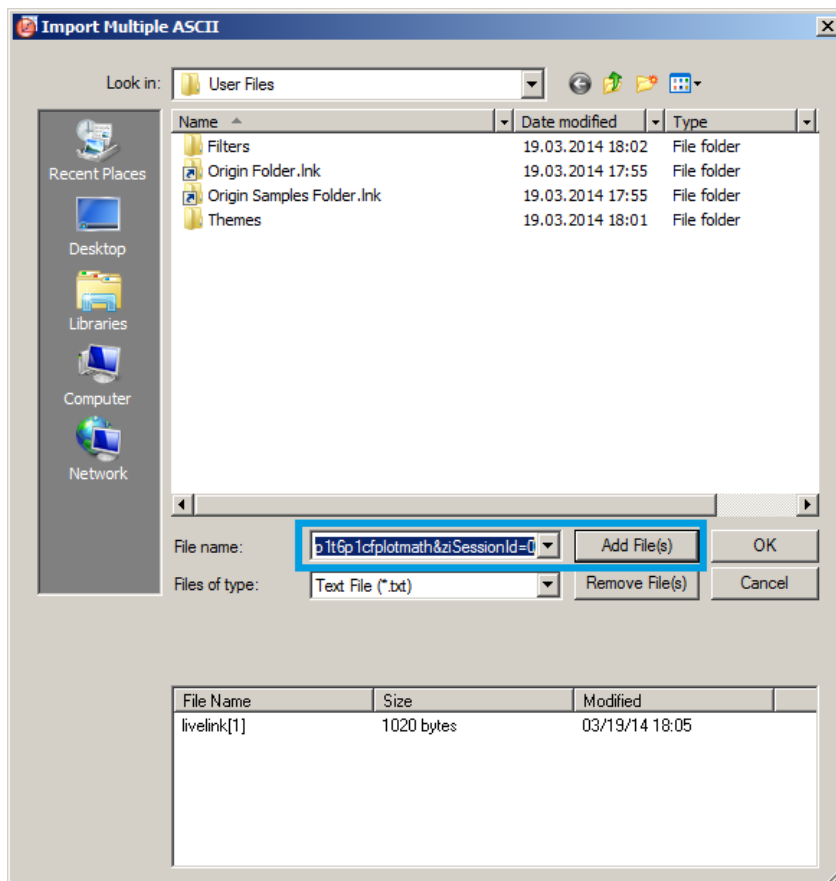 Import Multiple ASCII
Look in: User Files
Name Date modified Type
Filters 19.03.2014 18:02 File folder
Origin Folder.lnk 19.03.2014 17:55 File folder
Origin Samples Folder.lnk 19.03.2014 17:55 File folder
Themes 19.03.2014 18:01 File folder
Recent Places
Desktop
Libraries
Computer
Network
File name: p1t6p1cfplotmath&ziSessionId=0 Add File(s) OK
Files of type: Text File (*.txt) Remove File(s) Cancel
File Name Size Modified
livelink[1] 1020 bytes 03/19/14 18:05